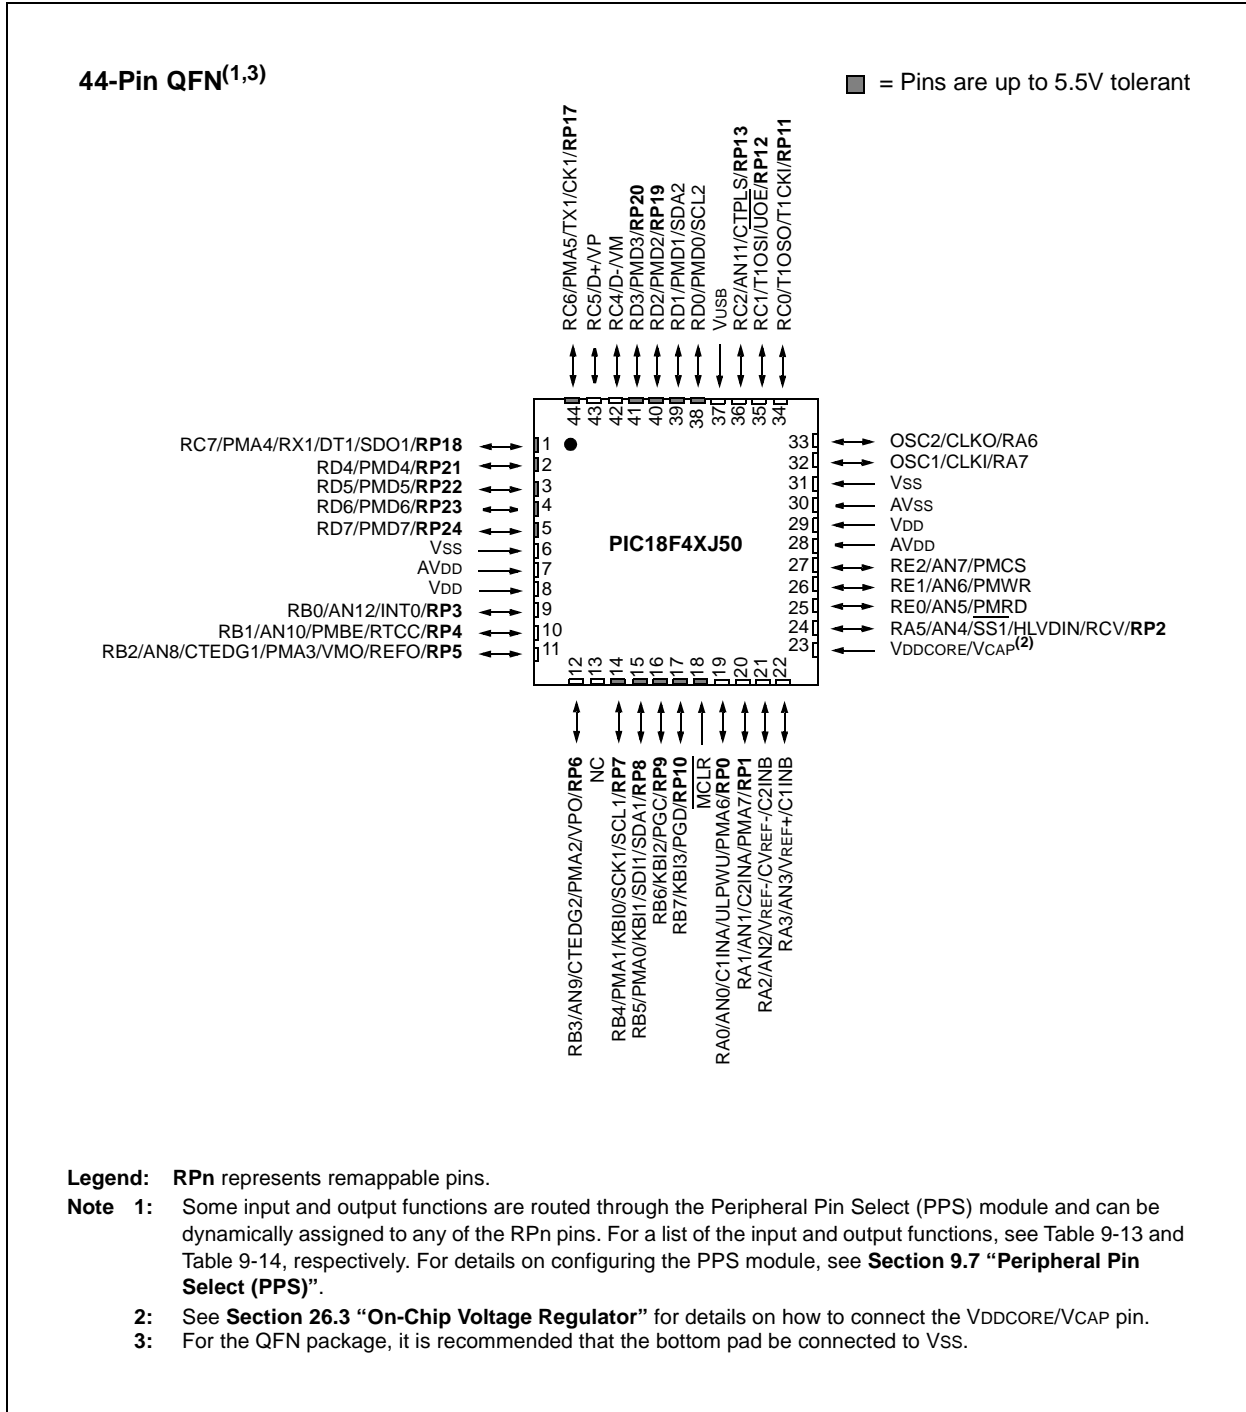 44-Pin QFN(1,3)
= Pins are up to 5.5V tolerant
RC6/PMA5/TX1/CK1/RP17
RC5/D+/VP
RC4/D-/VM
RD3/PMD3/RP20
RD2/PMD2/RP19
RD1/PMD1/SDA2
RD0/PMD0/SCL2
VUSB
RC2/AN11/CTPLS/RP13
RC1/T1OSI/UOE/RP12
RC0/T1OSO/T1CKI/RP11
44 43 42 41 40 39 38 37 36 35 34
RC7/PMA4/RX1/DT1/SDO1/RP18 1
RD4/PMD4/RP21 2
RD5/PMD5/RP22 3
RD6/PMD6/RP23 4
RD7/PMD7/RP24 5
VSS 6
AVDD 7
VDD 8
RB0/AN12/INT0/RP3 9
RB1/AN10/PMBE/RTCC/RP4 10
RB2/AN8/CTEDG1/PMA3/VMO/REFO/RP5 11
PIC18F4XJ50
33 OSC2/CLKO/RA6
32 OSC1/CLKI/RA7
31 VSS
30 AVSS
29 VDD
28 AVDD
27 RE2/AN7/PMCS
26 RE1/AN6/PMWR
25 RE0/AN5/PMRD
24 RA5/AN4/SS1/HLVDIN/RCV/RP2
23 VDDCORE/VCAP(2)
12 13 14 15 16 17 18 19 20 21 22
RB3/AN9/CTEDG2/PMA2/VPO/RP6
NC
RB4/PMA1/KBI0/SCK1/SCL1/RP7
RB5/PMA0/KBI1/SDI1/SDA1/RP8
RB6/KBI2/PGC/RP9
RB7/KBI3/PGD/RP10
MCLR
RA0/AN0/C1INA/ULPWU/PMA6/RP0
RA1/AN1/C2INA/PMA7/RP1
RA2/AN2/VREF-/CVREF-/C2INB
RA3/AN3/VREF+/C1INB
Legend: RPn represents remappable pins.
Note 1: Some input and output functions are routed through the Peripheral Pin Select (PPS) module and can be
dynamically assigned to any of the RPn pins. For a list of the input and output functions, see Table 9-13 and
Table 9-14, respectively. For details on configuring the PPS module, see Section 9.7 “Peripheral Pin
Select (PPS)”.
2: See Section 26.3 “On-Chip Voltage Regulator” for details on how to connect the VDDCORE/VCAP pin.
3: For the QFN package, it is recommended that the bottom pad be connected to VSS.